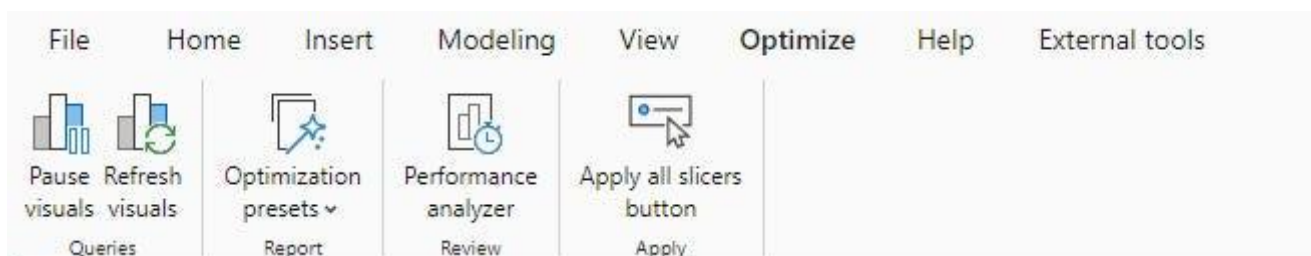 File Home Insert Modeling View Optimize Help External tools
Pause Refresh Optimization Performance Apply all slicers
visuals visuals presets analyzer button
Queries Report Review Apply